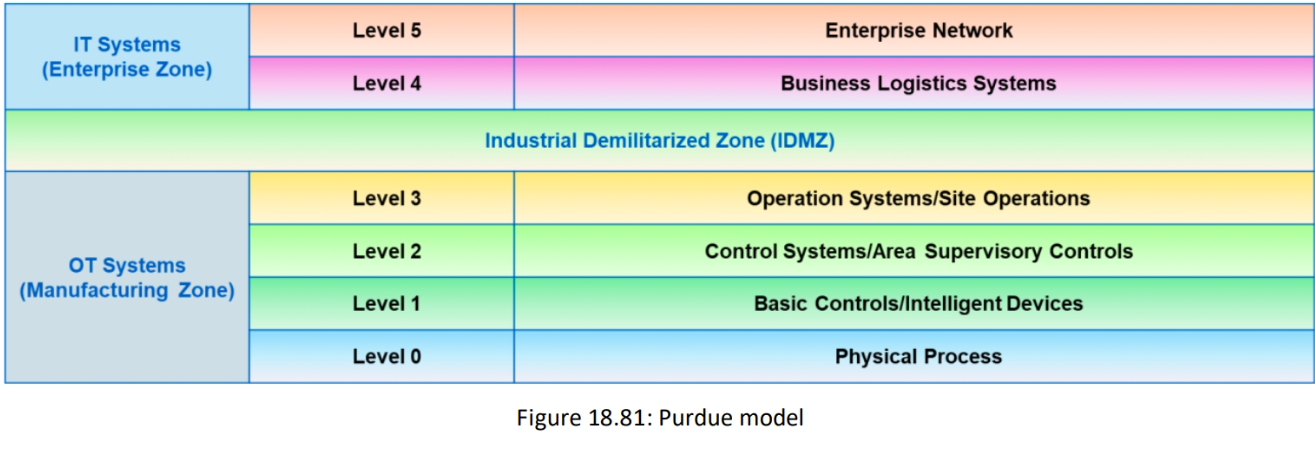 IT Systems
(Enterprise Zone)
Level 5
Enterprise Network
Level 4
Business Logistics Systems
Industrial Demilitarized Zone (IDMZ)
OT Systems
(Manufacturing Zone)
Level 3
Operation Systems/Site Operations
Level 2
Control Systems/Area Supervisory Controls
Level 1
Basic Controls/Intelligent Devices
Level 0
Physical Process
Figure 18.81: Purdue model